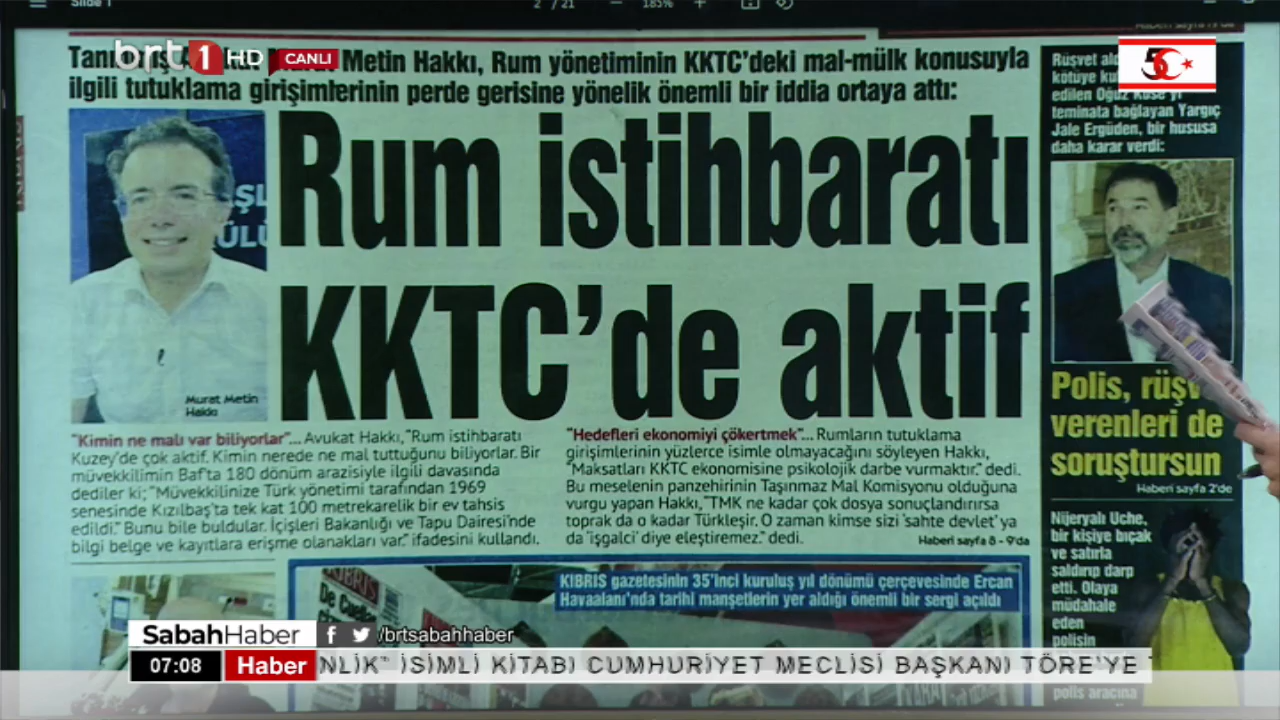 Slide 1
2 / 21
185%
brt 1 HD CANLI
Metin Hakkı, Rum yönetiminin KKTC'deki mal-mülk konusuyla
ilgili tutuklama girişimlerinin perde gerisine yönelik önemli bir iddia ortaya attı:
Rum istihbaratı
KKTC'de aktif
Murat Metin
Hakkı
"Kimin ne malı var biliyorlar"... Avukat Hakkı, "Rum istihbaratı
Kuzey'de çok aktif. Kimin nerede ne mal tuttuğunu biliyorlar. Bir
müvekkilimin Baf'ta 180 dönüm arazisiyle ilgili davasında
dediler ki; "Müvekkilinize Türk yönetimi tarafından 1969
senesinde Kızılbaş'ta tek kat 100 metrekarelik bir ev tahsis
edildi." Bunu bile buldular. İçişleri Bakanlığı ve Tapu Dairesi'nde
bilgi belge ve kayıtlara erişme olanakları var." ifadesini kullandı.
"Hedefleri ekonomiyi çökertmek"... Rumların tutuklama
girişimlerinin yüzlerce isimle olmayacağını söyleyen Hakkı,
"Maksatları KKTC ekonomisine psikolojik darbe vurmaktır." dedi.
Bu meselenin panzehirinin Taşınmaz Mal Komisyonu olduğuna
vurgu yapan Hakkı, "TMK ne kadar çok dosya sonuçlandırırsa
toprak da o kadar Türkleşir. O zaman kimse sizi 'sahte devlet' ya
da 'işgalci' diye eleştiremez." dedi.
Haberi sayfa 8 - 9'da
Rüşvet
kötüye
edilen Oğuz Köse'yi
teminata bağlayan Yargıç
Jale Ergüden, bir hususa
daha karar verdi:
Polis,
verenleri de
soruştursun
Haberi sayfa 2'de
Nijeryalı Uche,
bir kişiye bıçak
ve satırla
saldırıp darp
etti. Olaya
müdahale
eden
polisin
polis aracına
KIBRIS
KIBRIS gazetesinin 35'inci kuruluş yıl dönümü çerçevesinde Ercan
Havaalanı'nda tarihi manşetlerin yer aldığı önemli bir sergi açıldı
SabahHaber
/brtsabahhaber
07:08
Haber
NLİK" İSİMLİ KİTABI CUMHURİYET MECLİSİ BAŞKANI TÖRE'YE